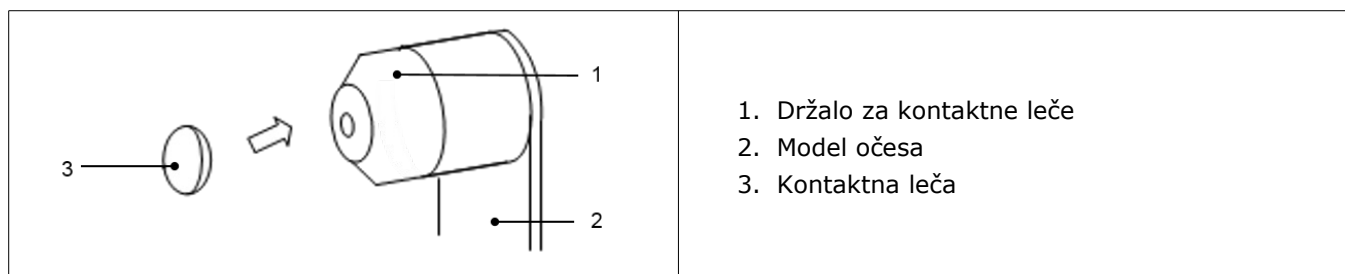 1
2
3
1. Držalo za kontaktne leče
2. Model očesa
3. Kontaktna leča